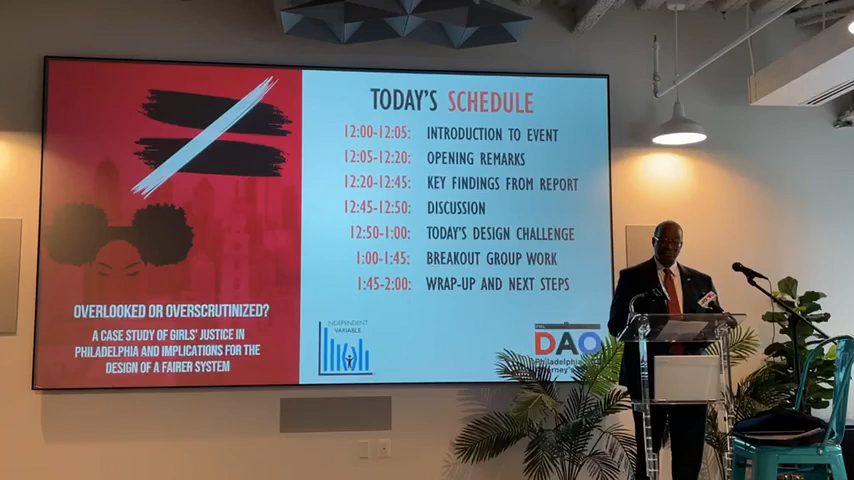 OVERLOOKED OR OVERSCRUTINIZED?
A CASE STUDY OF GIRLS' JUSTICE IN
PHILADELPHIA AND IMPLICATIONS FOR THE
DESIGN OF A FAIRER SYSTEM
TODAY'S SCHEDULE
12:00-12:05: INTRODUCTION TO EVENT
12:05-12:20: OPENING REMARKS
12:20-12:45: KEY FINDINGS FROM REPORT
12:45-12:50: DISCUSSION
12:50-1:00: TODAY'S DESIGN CHALLENGE
1:00-1:45: BREAKOUT GROUP WORK
1:45-2:00: WRAP-UP AND NEXT STEPS
INDEPENDENT
VARIABLE
DAO